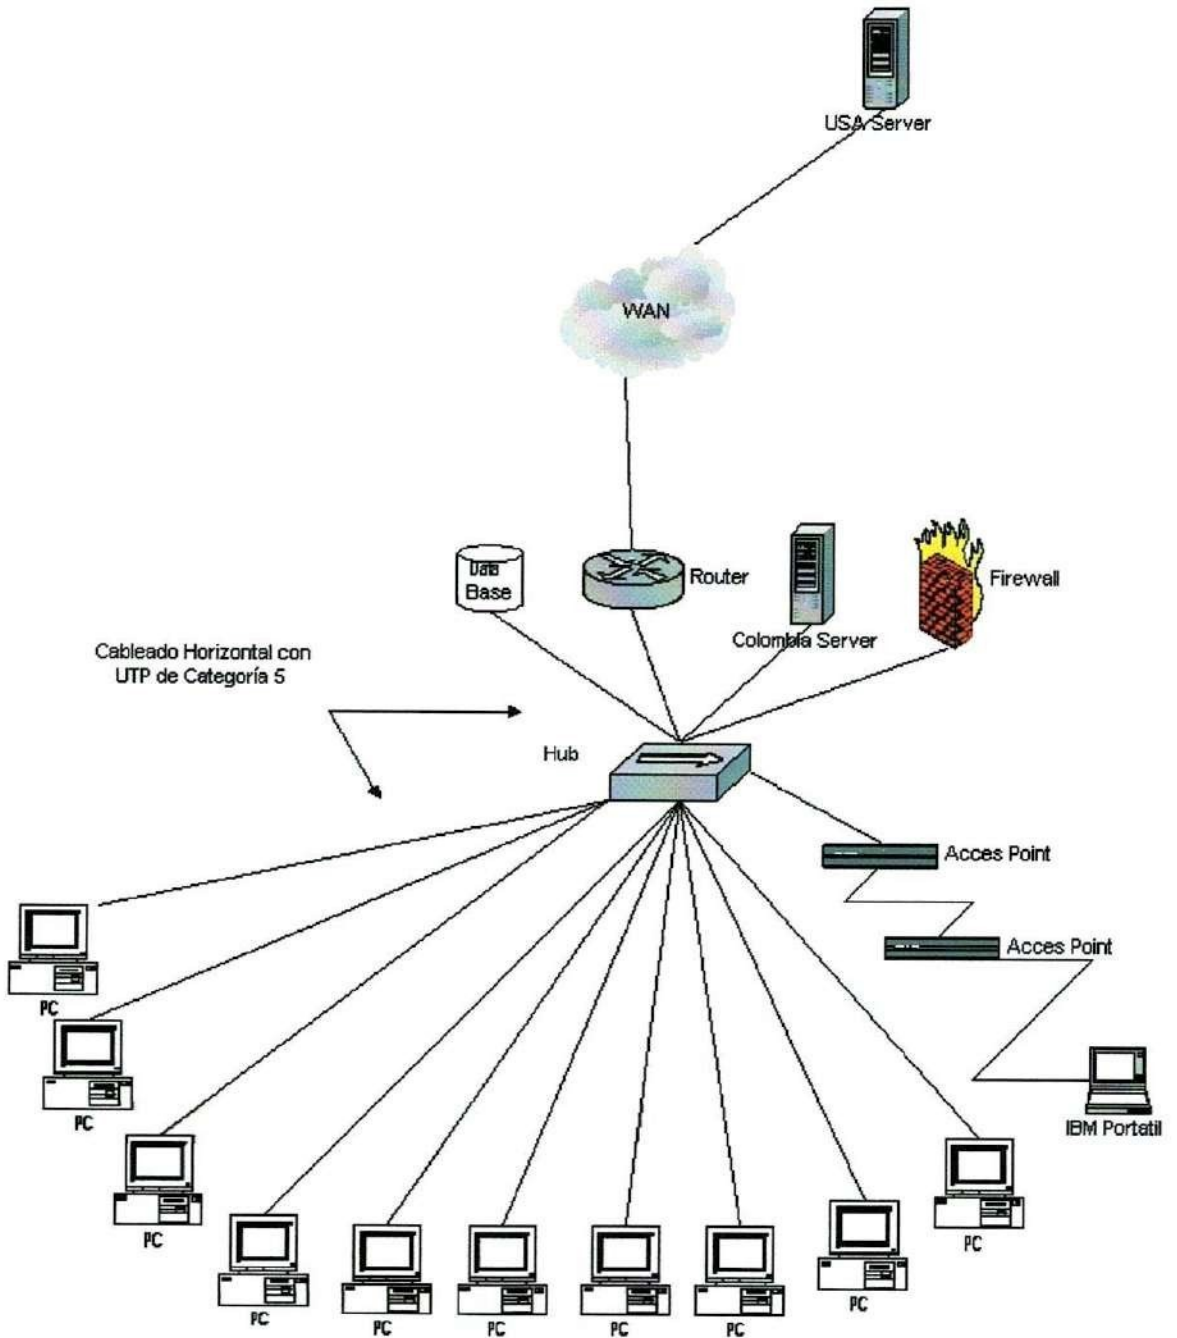 USA Server
WAN
Data
Base
Router
Colombia Server
Firewall
Cableado Horizontal con
UTP de Categoría 5
Hub
Acces Point
Acces Point
IBM Portatil
PC
PC
PC
PC
PC
PC
PC
PC
PC
PC